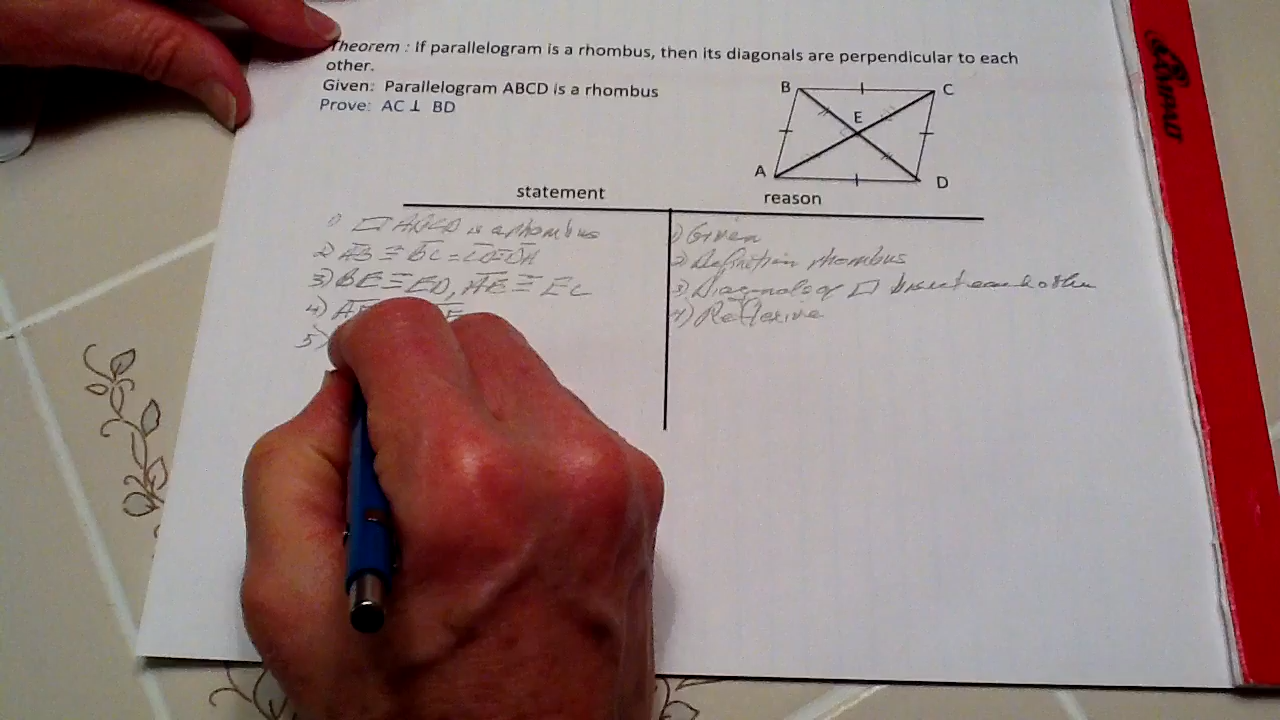 Theorem : If parallelogram is a rhombus, then its diagonals are perpendicular to each
other.
Given: Parallelogram ABCD is a rhombus
Prove: AC ⊥ BD
B C
E
A D
statement reason
1) ▱ ABCD is a rhombus 1) Given
2) AB ≅ BC ≅ CD ≅ DA 2) Definition rhombus
3) BE ≅ ED, AE ≅ EC 3) Diagonals of ▱ bisect each other
4) 4) Reflexive
5)